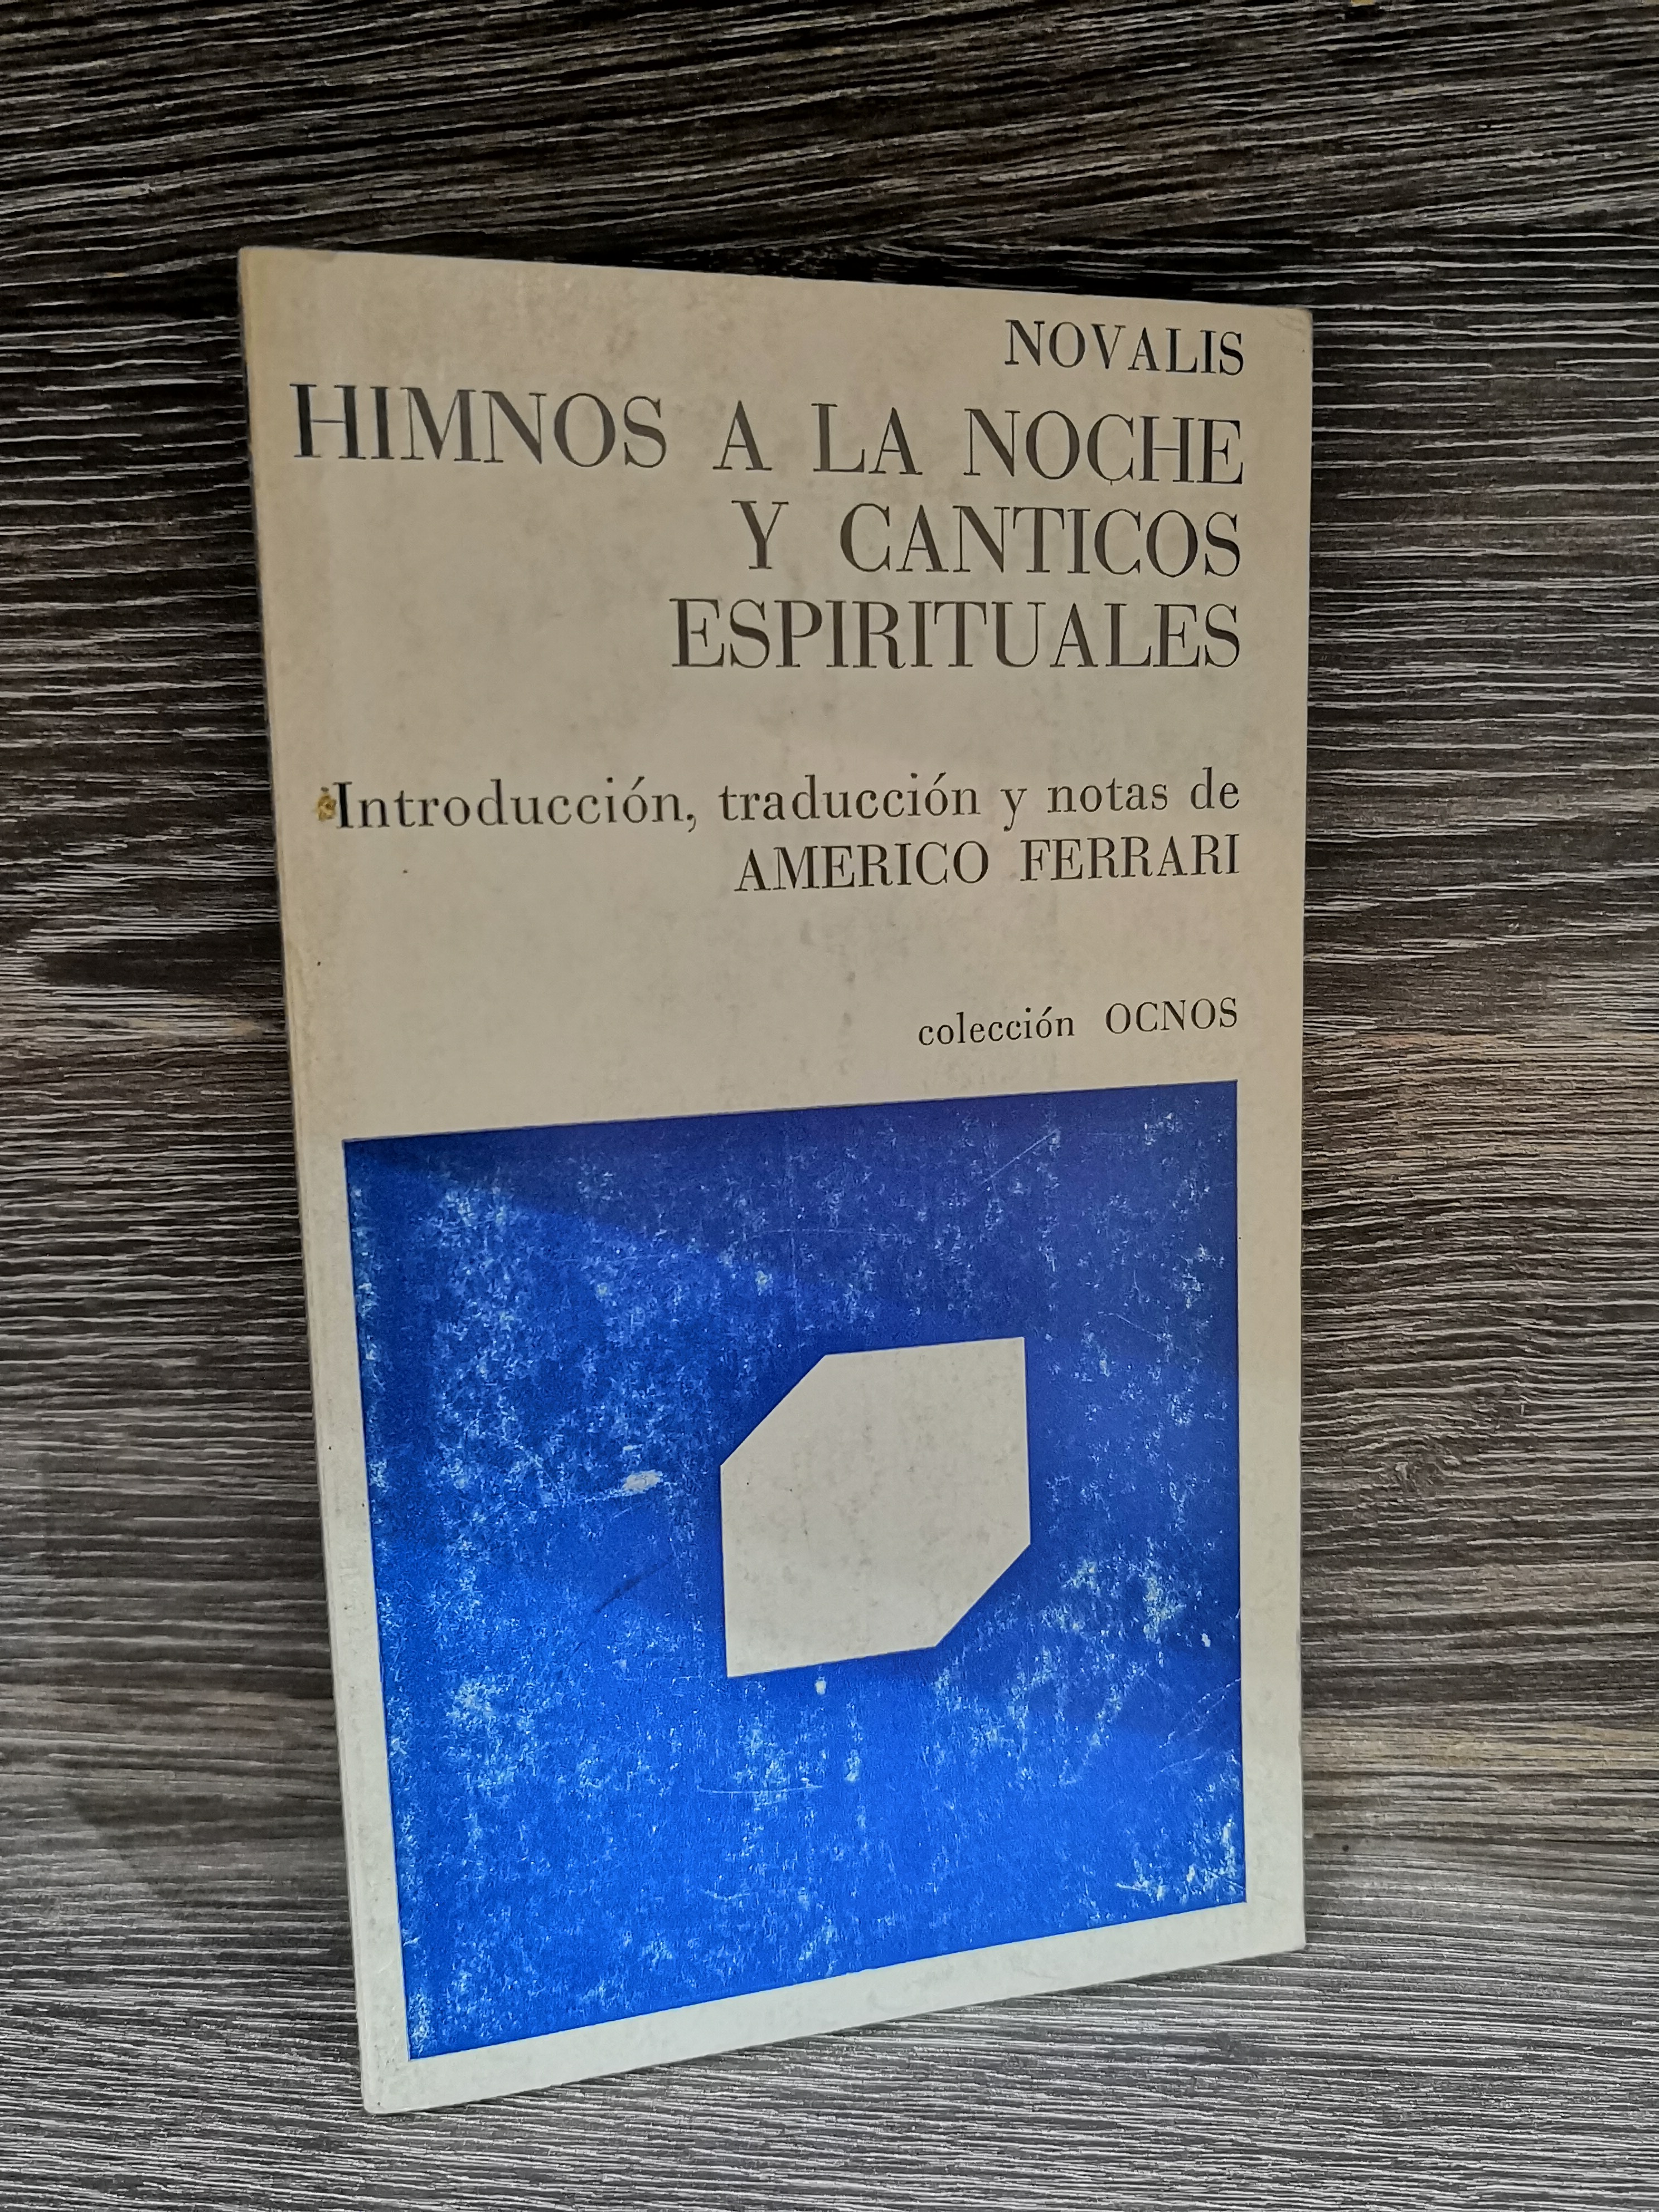 NOVALIS
HIMNOS A LA NOCHE
Y CANTICOS
ESPIRITUALES
Introducción, traducción y notas de
AMERICO FERRARI
colección OCNOS